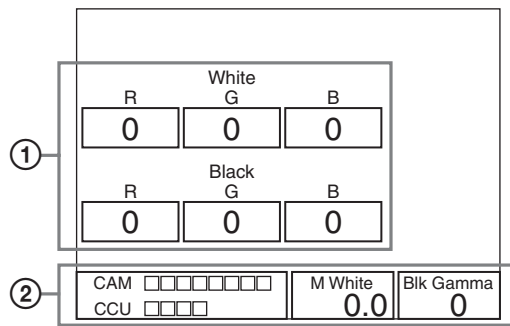 White
R G B
0 0 0
Black
R G B
0 0 0
①
②
CAM □□□□□□□□ M White Blk Gamma
CCU □□□□ 0.0 0